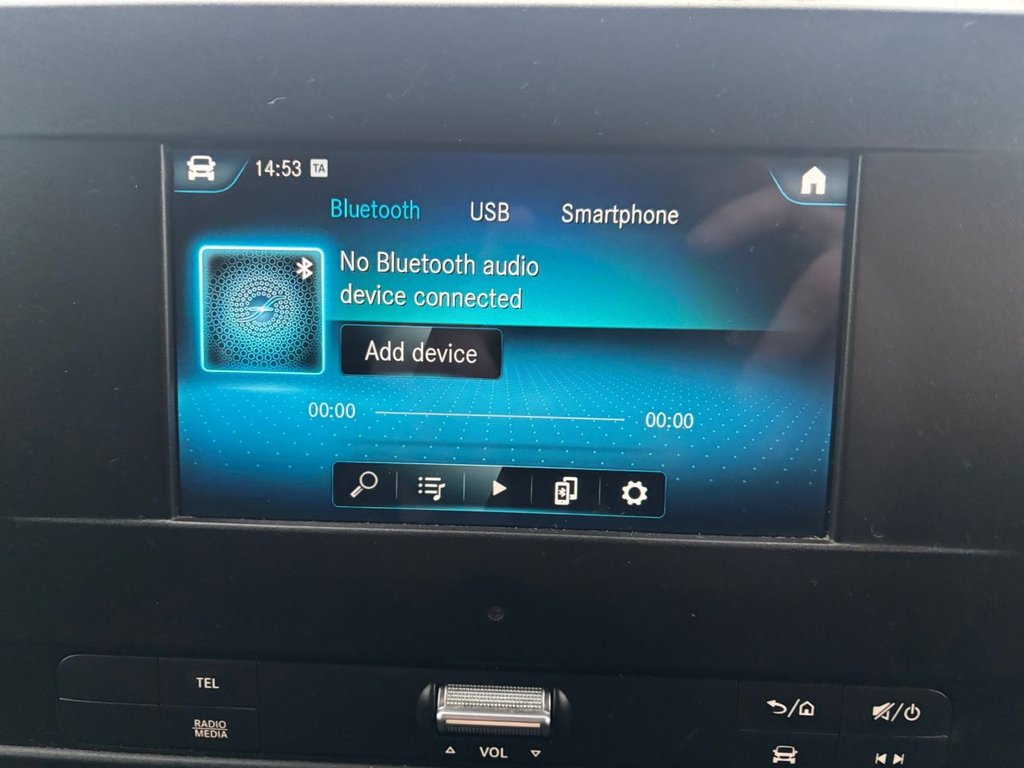 14:53 TA
Bluetooth USB Smartphone
No Bluetooth audio
device connected
Add device
00:00 00:00
TEL
RADIO
MEDIA
VOL